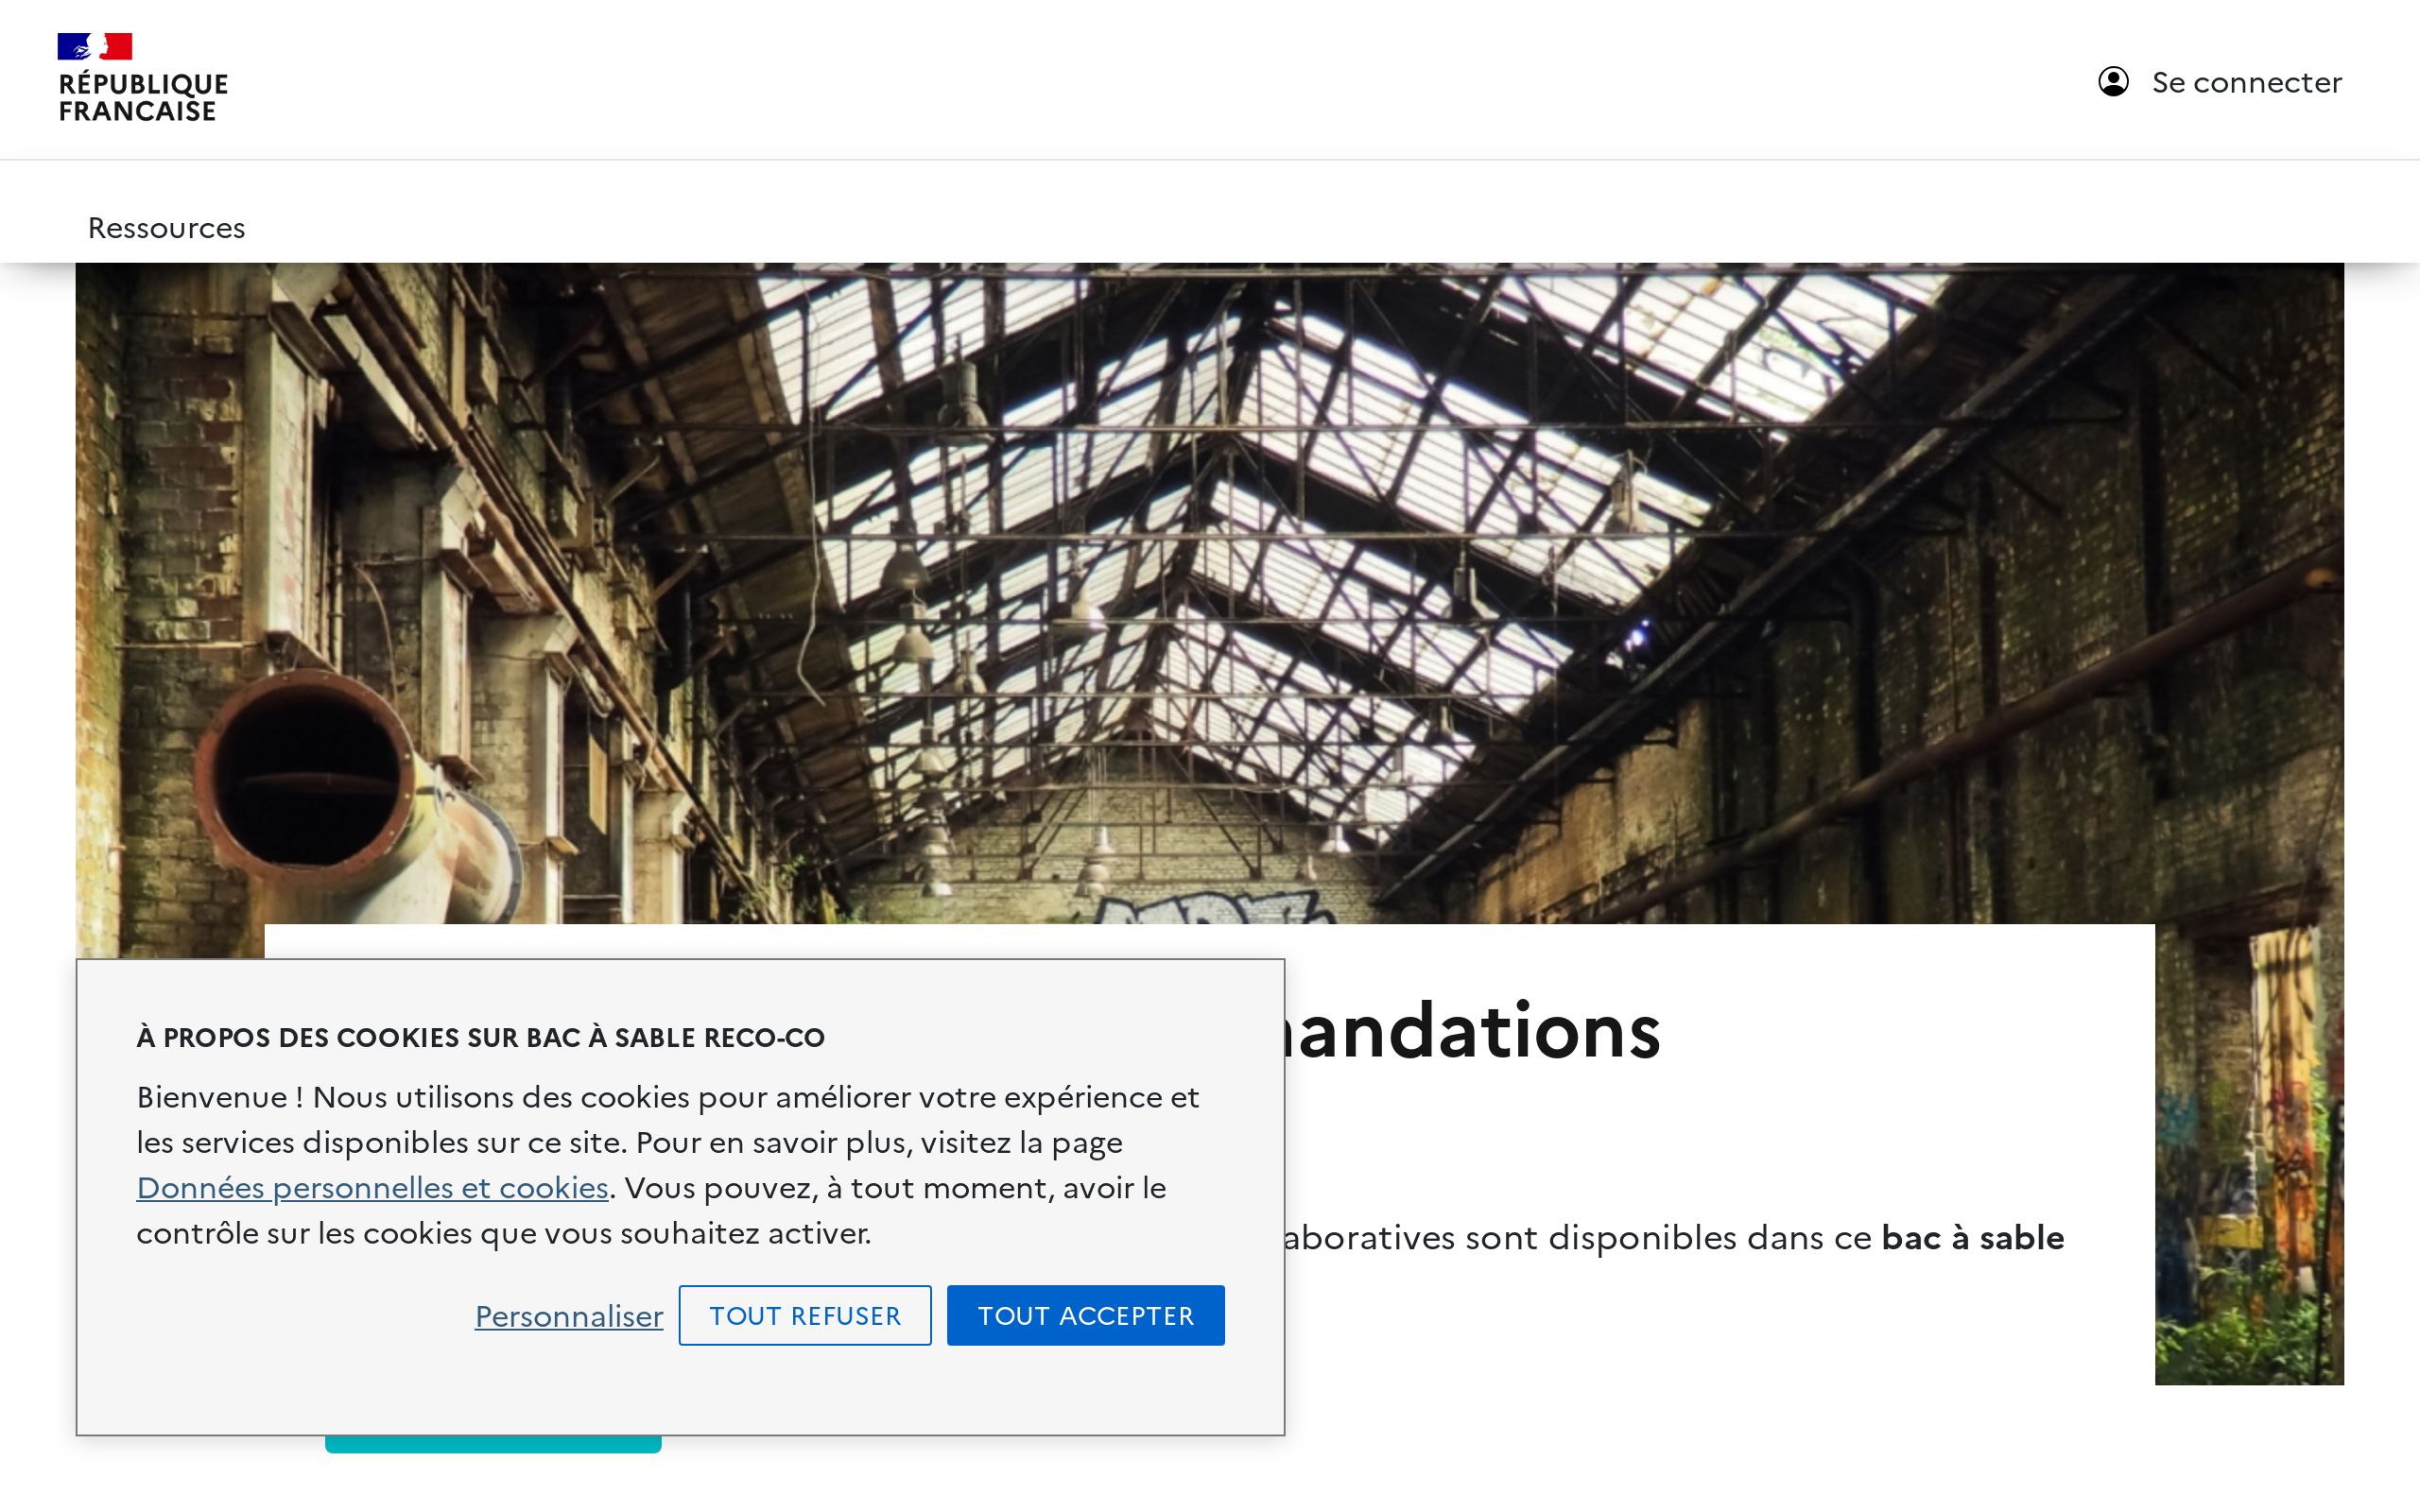 RÉPUBLIQUE
FRANCAISE
Se connecter
Ressources
andations
À PROPOS DES COOKIES SUR BAC À SABLE RECO-CO
Bienvenue ! Nous utilisons des cookies pour améliorer votre expérience et
les services disponibles sur ce site. Pour en savoir plus, visitez la page
Données personnelles et cookies. Vous pouvez, à tout moment, avoir le
contrôle sur les cookies que vous souhaitez activer.
aboratives sont disponibles dans ce bac à sable
Personnaliser
TOUT REFUSER
TOUT ACCEPTER